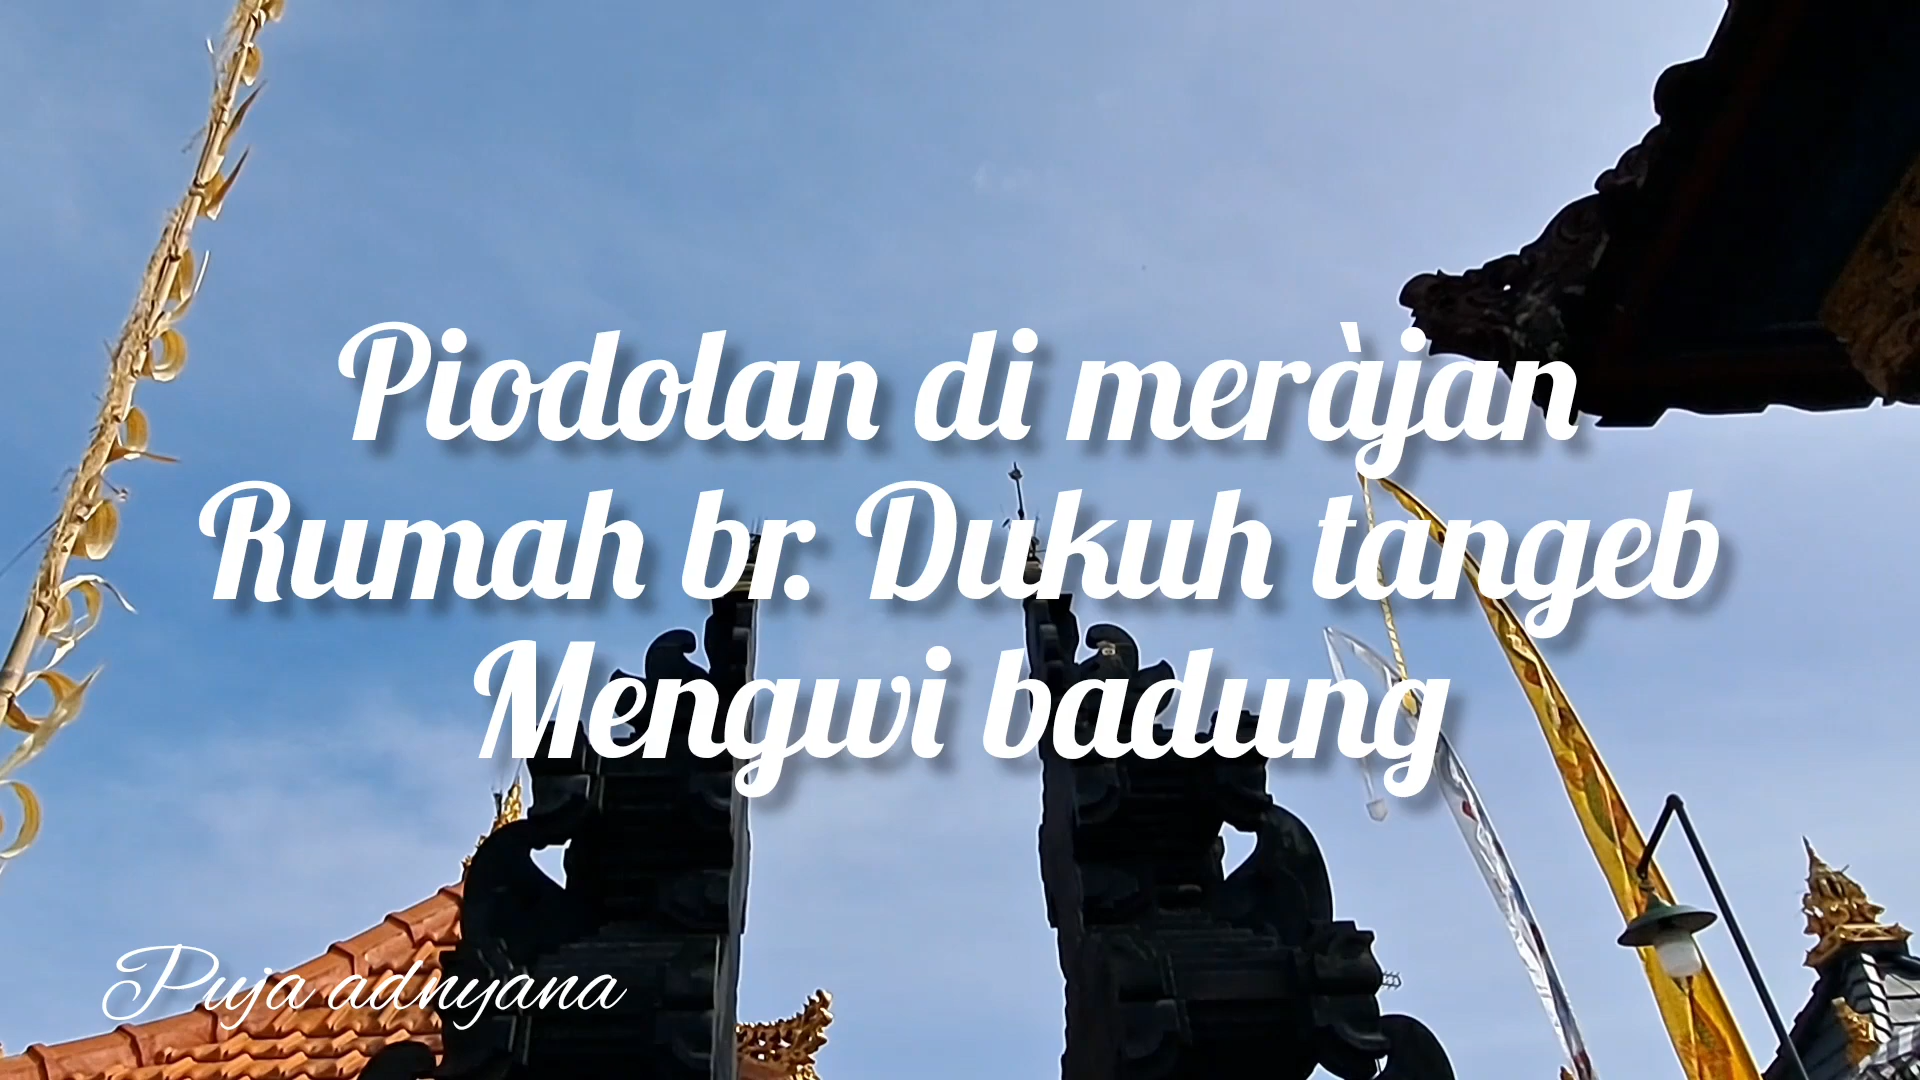 Piodolan di meràjan
Rumah br. Dukuh tangeb
Mengwi badung
Puja adnyana